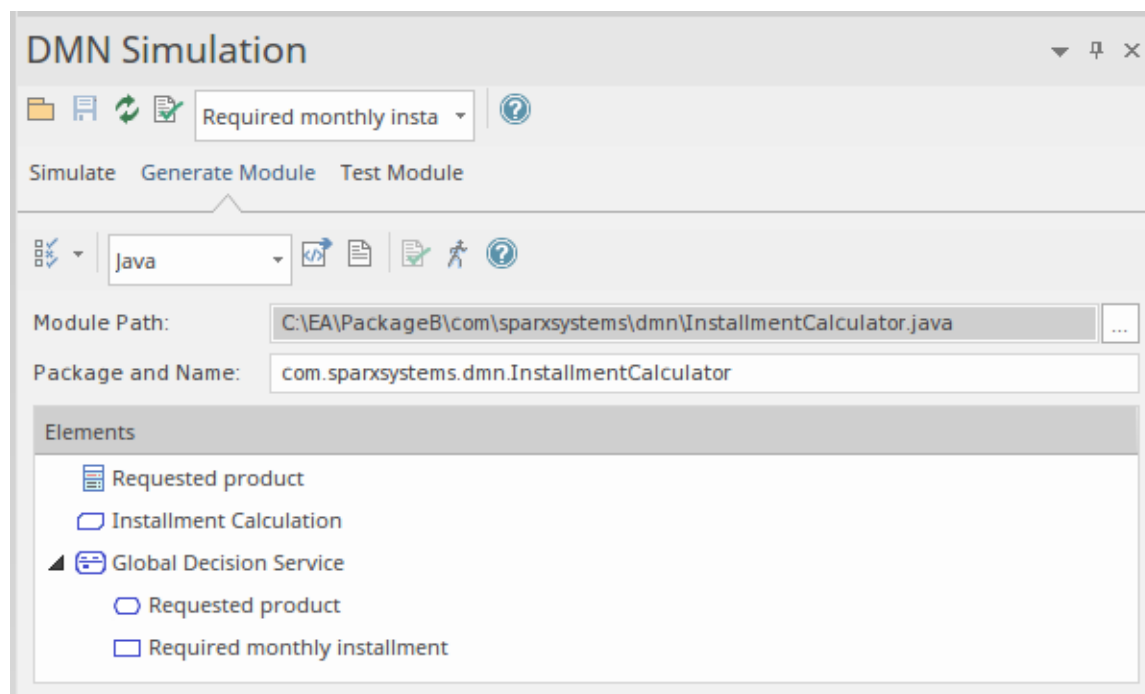 DMN Simulation
Required monthly insta
Simulate Generate Module Test Module
Java
Module Path: C:\EA\PackageB\com\sparxsystems\dmn\InstallmentCalculator.java ...
Package and Name: com.sparxsystems.dmn.InstallmentCalculator
Elements
Requested product
Installment Calculation
Global Decision Service
Requested product
Required monthly installment